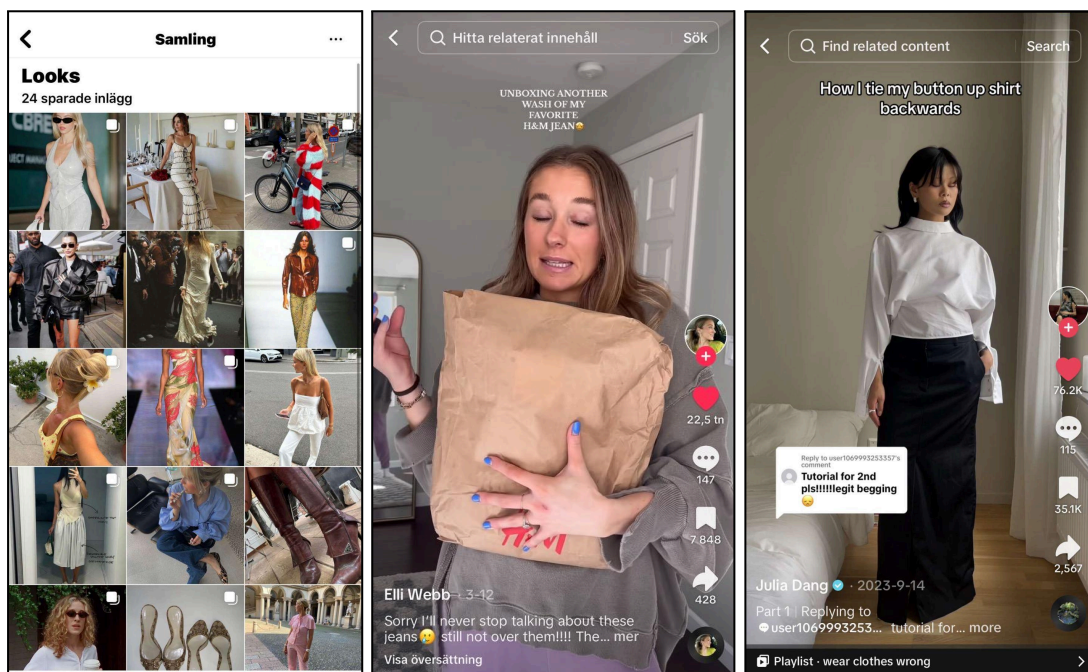 Samling
...
Looks
24 sparade inlägg
CBRE
Hitta relaterat innehåll
Sök
UNBOXING ANOTHER
WASH OF MY
FAVORITE
H&M JEAN🤩
22,5 tn
147
7.848
428
H&M
Elli Webb · 3-12
Sorry I'll never stop talking about these
jeans🥲 still not over them!!!! The... mer
Visa översättning
Find related content
Search
How I tie my button up shirt
backwards
76.2K
115
35.1K
2,567
Reply to user1069993253357's
comment
Tutorial for 2nd
pls!!!!!legit begging
😞
Julia Dang · 2023-9-14
Part 1 | Replying to
user1069993253... tutorial for... more
Playlist · wear clothes wrong